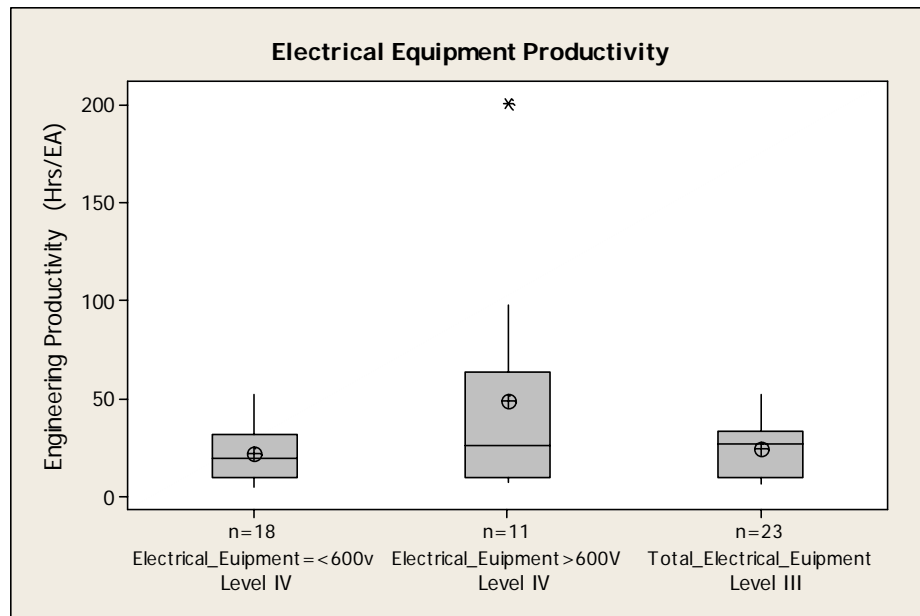 Electrical Equipment Productivity
Engineering Productivity (Hrs/EA)
200
150
100
50
0
n=18 n=11 n=23
Electrical_Euipment=<600v Electrical_Euipment>600V Total_Electrical_Euipment
Level IV Level IV Level III